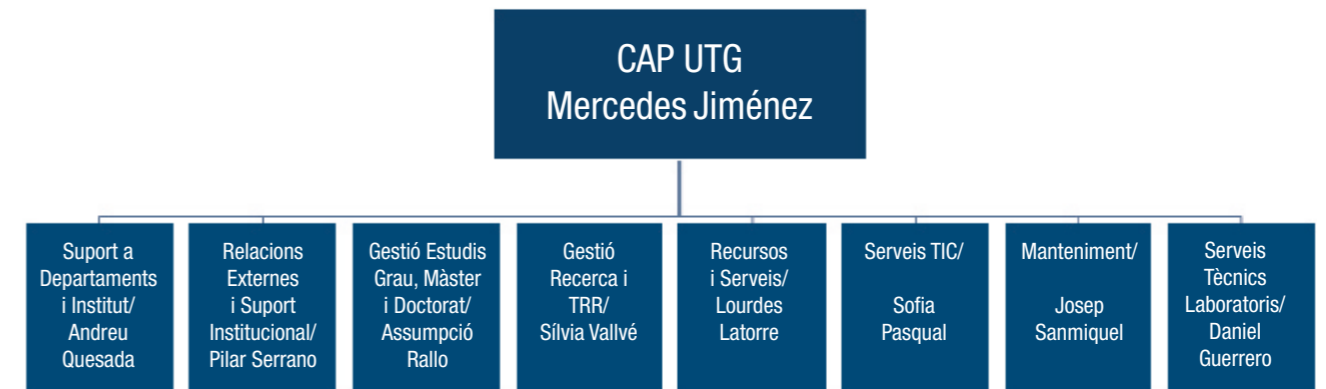 CAP UTG
Mercedes Jiménez
Suport a
Departaments
i Institut/
Andreu
Quesada
Relacions
Externes
i Suport
Institucional/
Pilar Serrano
Gestió Estudis
Grau, Màster
i Doctorat/
Assumpció
Rallo
Gestió
Recerca i
TRR/
Sílvia Vallvé
Recursos
i Serveis/
Lourdes
Latorre
Serveis TIC/
Sofia
Pasqual
Manteniment/
Josep
Sanmiquel
Serveis
Tècnics
Laboratoris/
Daniel
Guerrero